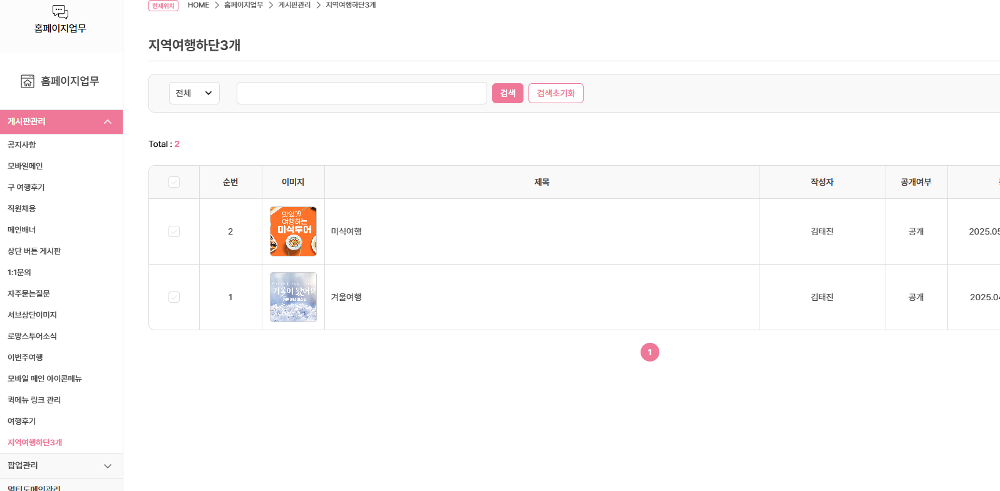 홈페이지업무
현재위치 HOME > 홈페이지업무 > 게시판관리 > 지역여행하단3개
지역여행하단3개
홈페이지업무
전체
검색
검색초기화
게시판관리
공지사항
모바일메인
구 여행후기
직원채용
메인배너
상단 버튼 게시판
1:1문의
자주묻는질문
서브상단이미지
로망스투어소식
이번주여행
모바일 메인 아이콘메뉴
퀵메뉴 링크 관리
여행후기
지역여행하단3개
팝업관리
멀티도메인관리
Total : 2
순번 이미지 제목 작성자 공개여부
2
맛있게
여행하는
미식투어
미식여행 김태진 공개 2025.05
1
겨울이 왔어요
겨울여행 김태진 공개 2025.04
1